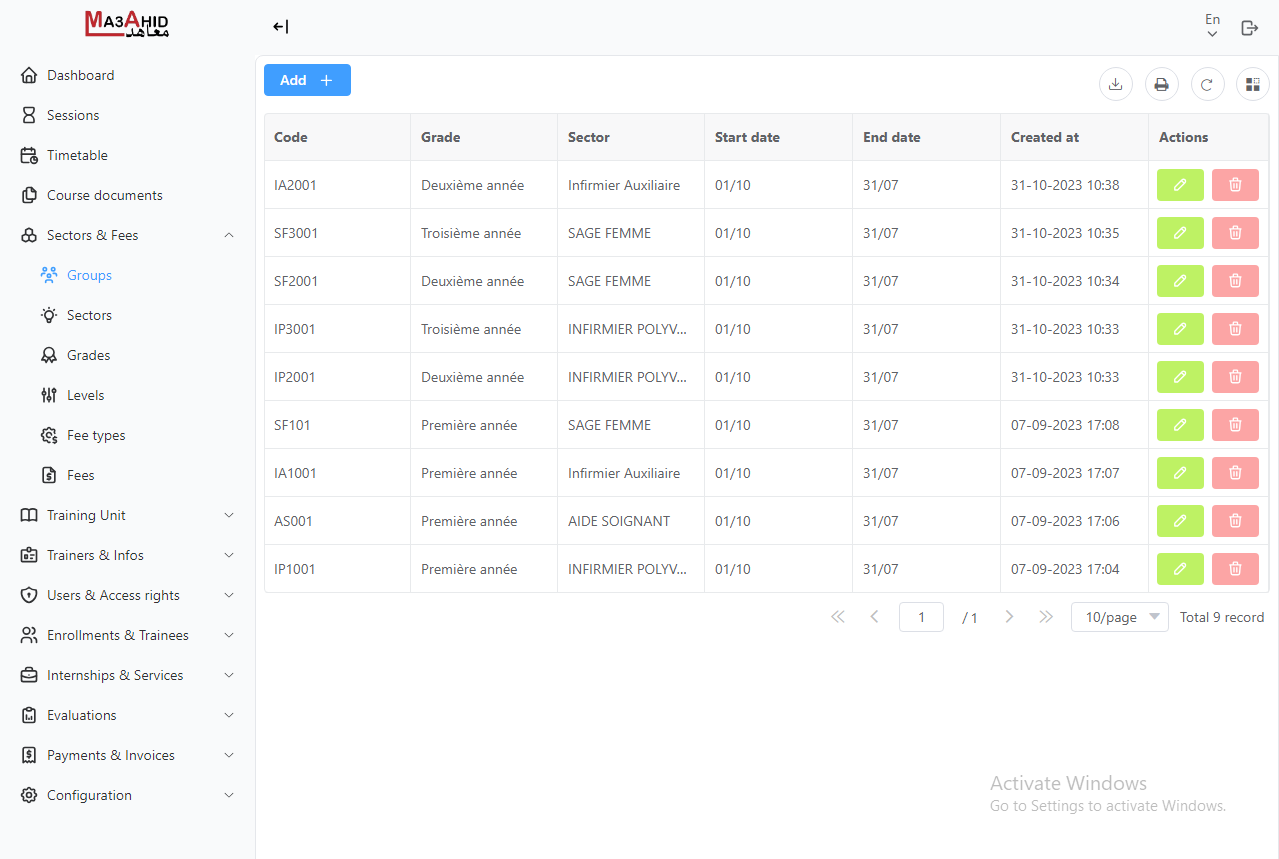 MA3AHID
معاهد
En
Dashboard
Sessions
Timetable
Course documents
Sectors & Fees
Groups
Sectors
Grades
Levels
Fee types
Fees
Training Unit
Trainers & Infos
Users & Access rights
Enrollments & Trainees
Internships & Services
Evaluations
Payments & Invoices
Configuration
Add +
Code Grade Sector Start date End date Created at Actions
IA2001 Deuxième année Infirmier Auxiliaire 01/10 31/07 31-10-2023 10:38
SF3001 Troisième année SAGE FEMME 01/10 31/07 31-10-2023 10:35
SF2001 Deuxième année SAGE FEMME 01/10 31/07 31-10-2023 10:34
IP3001 Troisième année INFIRMIER POLYV... 01/10 31/07 31-10-2023 10:33
IP2001 Deuxième année INFIRMIER POLYV... 01/10 31/07 31-10-2023 10:33
SF101 Première année SAGE FEMME 01/10 31/07 07-09-2023 17:08
IA1001 Première année Infirmier Auxiliaire 01/10 31/07 07-09-2023 17:07
AS001 Première année AIDE SOIGNANT 01/10 31/07 07-09-2023 17:06
IP1001 Première année INFIRMIER POLYV... 01/10 31/07 07-09-2023 17:04
1 / 1 10/page Total 9 record
Activate Windows
Go to Settings to activate Windows.